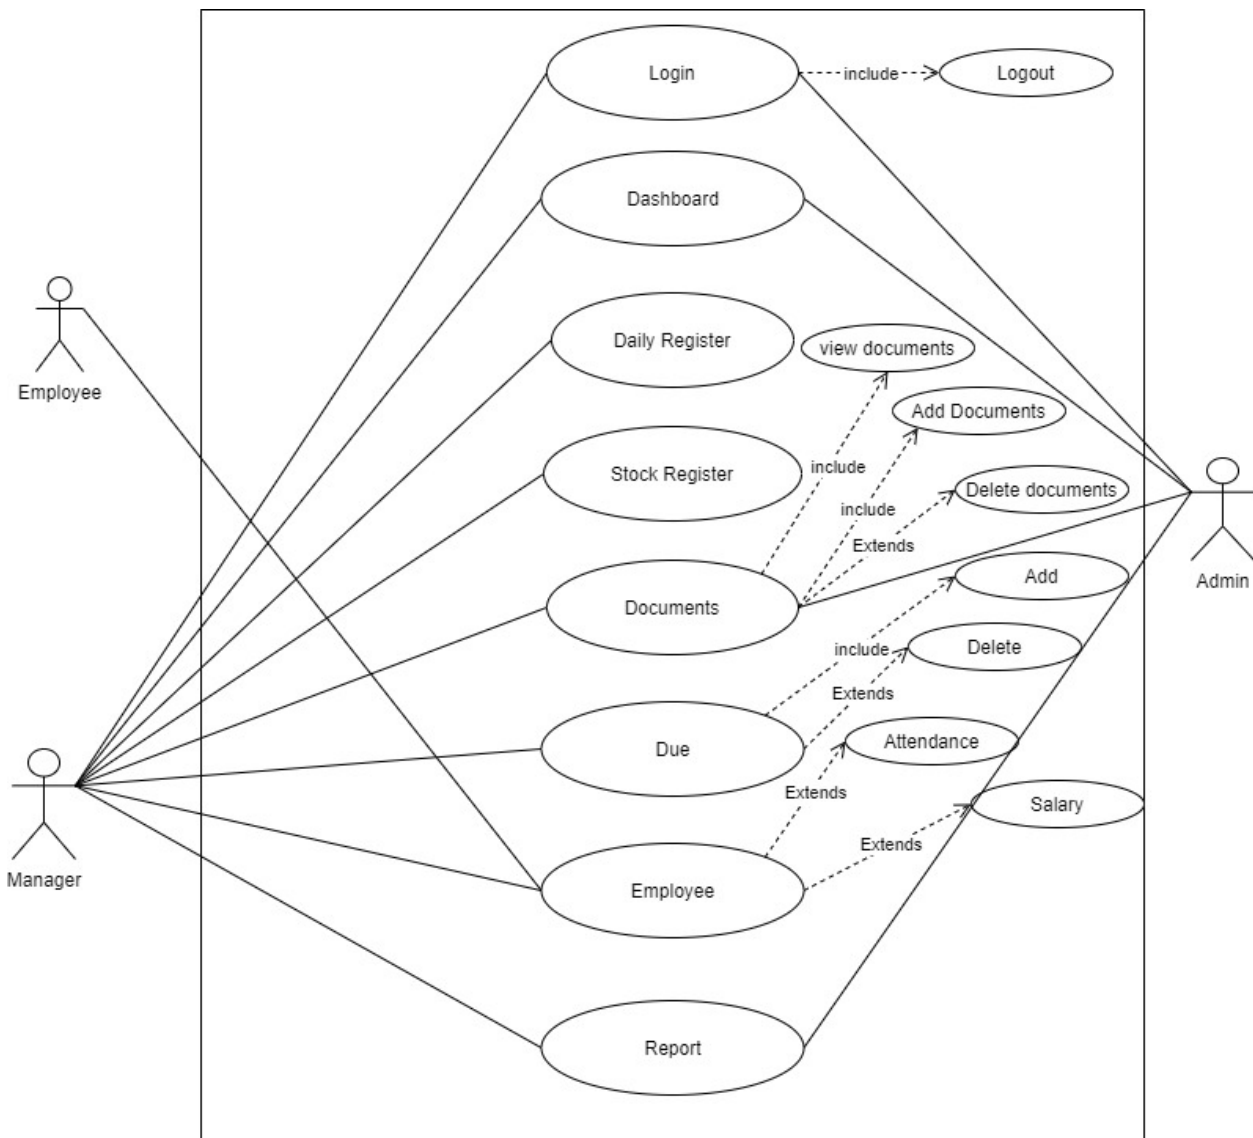 Login
include
Logout
Dashboard
Employee
Daily Register
view documents
Add Documents
Stock Register
include
Delete documents
include
Extends
Admin
Documents
Add
include
Delete
Extends
Due
Attendance
Extends
Salary
Extends
Manager
Employee
Report